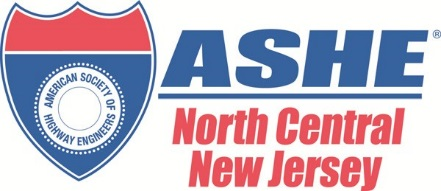 AMERICAN SOCIETY OF
HIGHWAY ENGINEERS
ASHE®
North Central
New Jersey